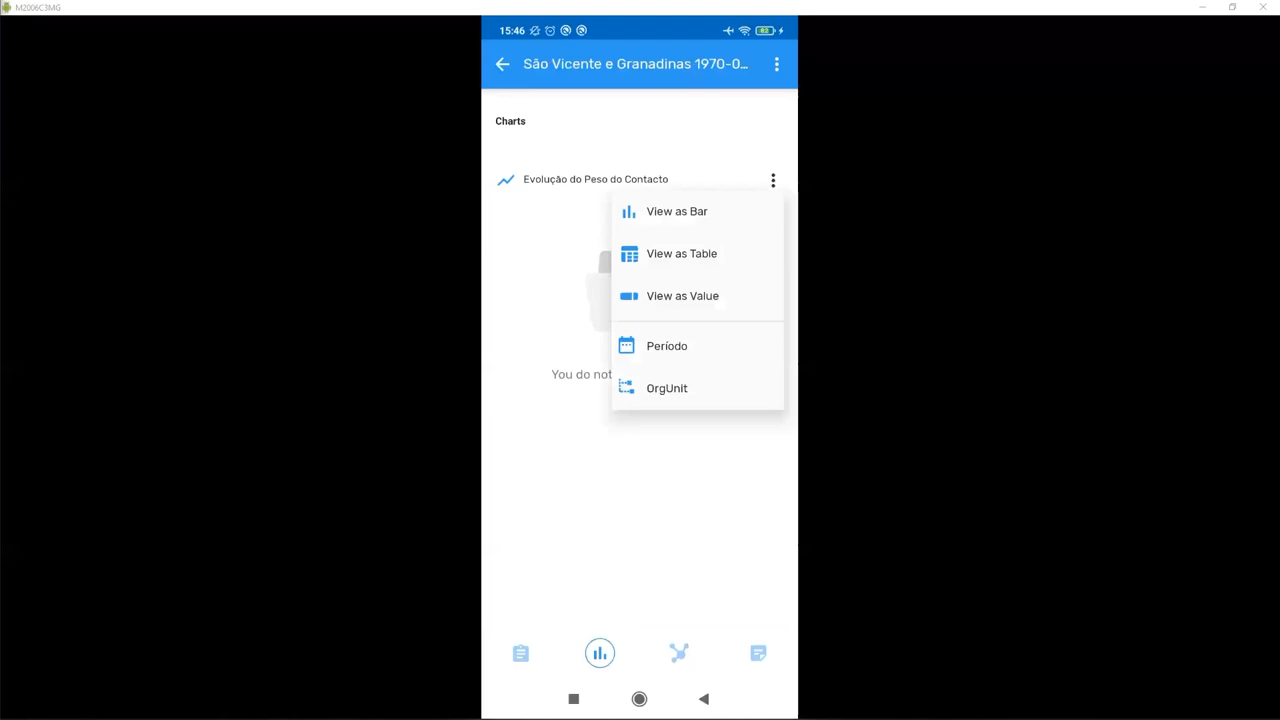 M2006C3MG
15:46
82
São Vicente e Granadinas 1970-0...
Charts
Evolução do Peso do Contacto
View as Bar
View as Table
View as Value
Período
You do not
OrgUnit